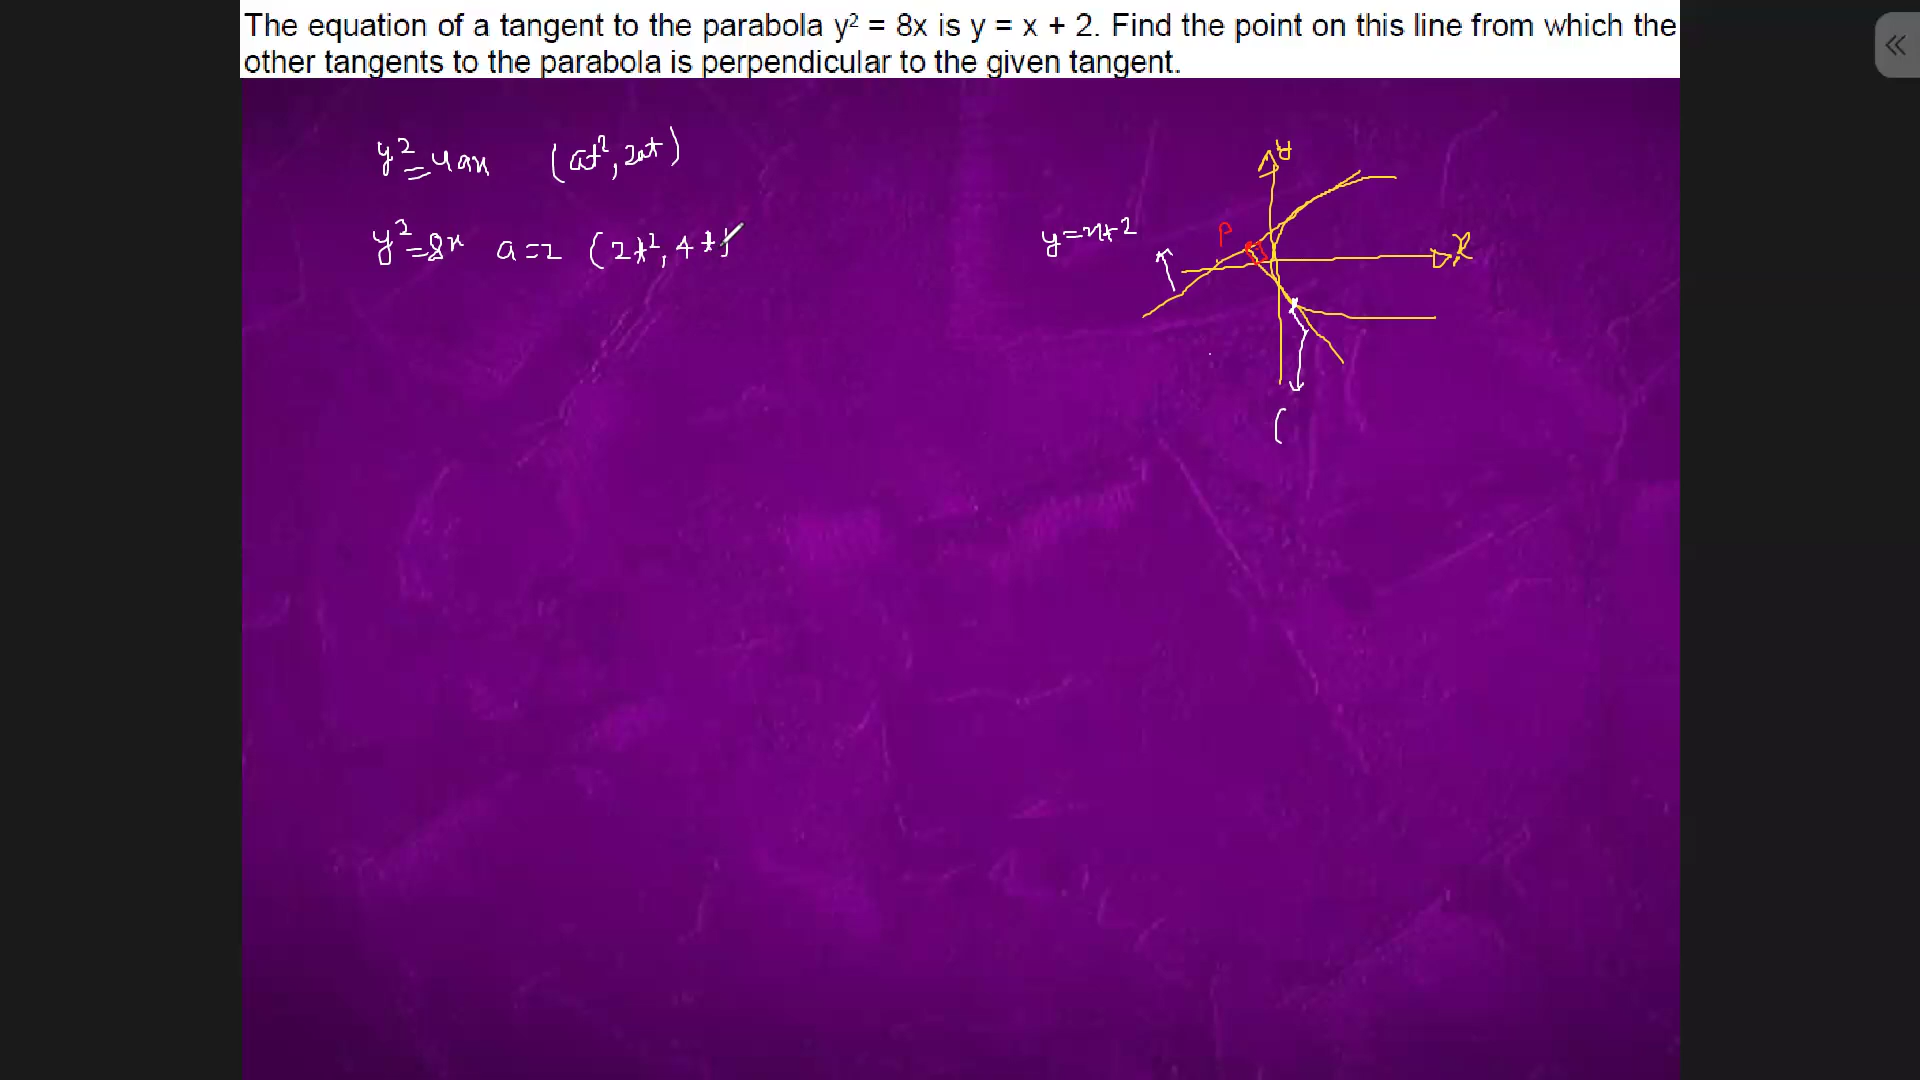 The equation of a tangent to the parabola y² = 8x is y = x + 2. Find the point on this line from which the
other tangents to the parabola is perpendicular to the given tangent.
y² = 4ax (at², 2at)
y² = 8x a = 2 (2t², 4t)
y
y = x + 2
P
x
(